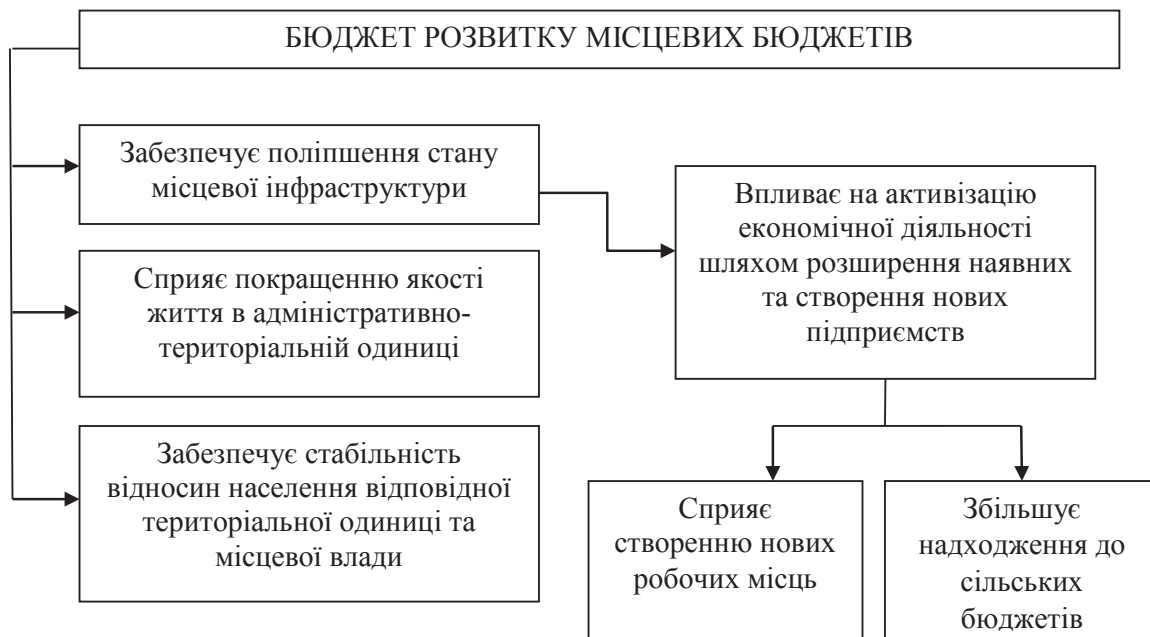 БЮДЖЕТ РОЗВИТКУ МІСЦЕВИХ БЮДЖЕТІВ
Забезпечує поліпшення стану
місцевої інфраструктури
Сприяє покращенню якості
життя в адміністративно-
територіальній одиниці
Забезпечує стабільність
відносин населення відповідної
територіальної одиниці та
місцевої влади
Впливає на активізацію
економічної діяльності
шляхом розширення наявних
та створення нових
підприємств
Сприяє
створенню нових
робочих місць
Збільшує
надходження до
сільських
бюджетів